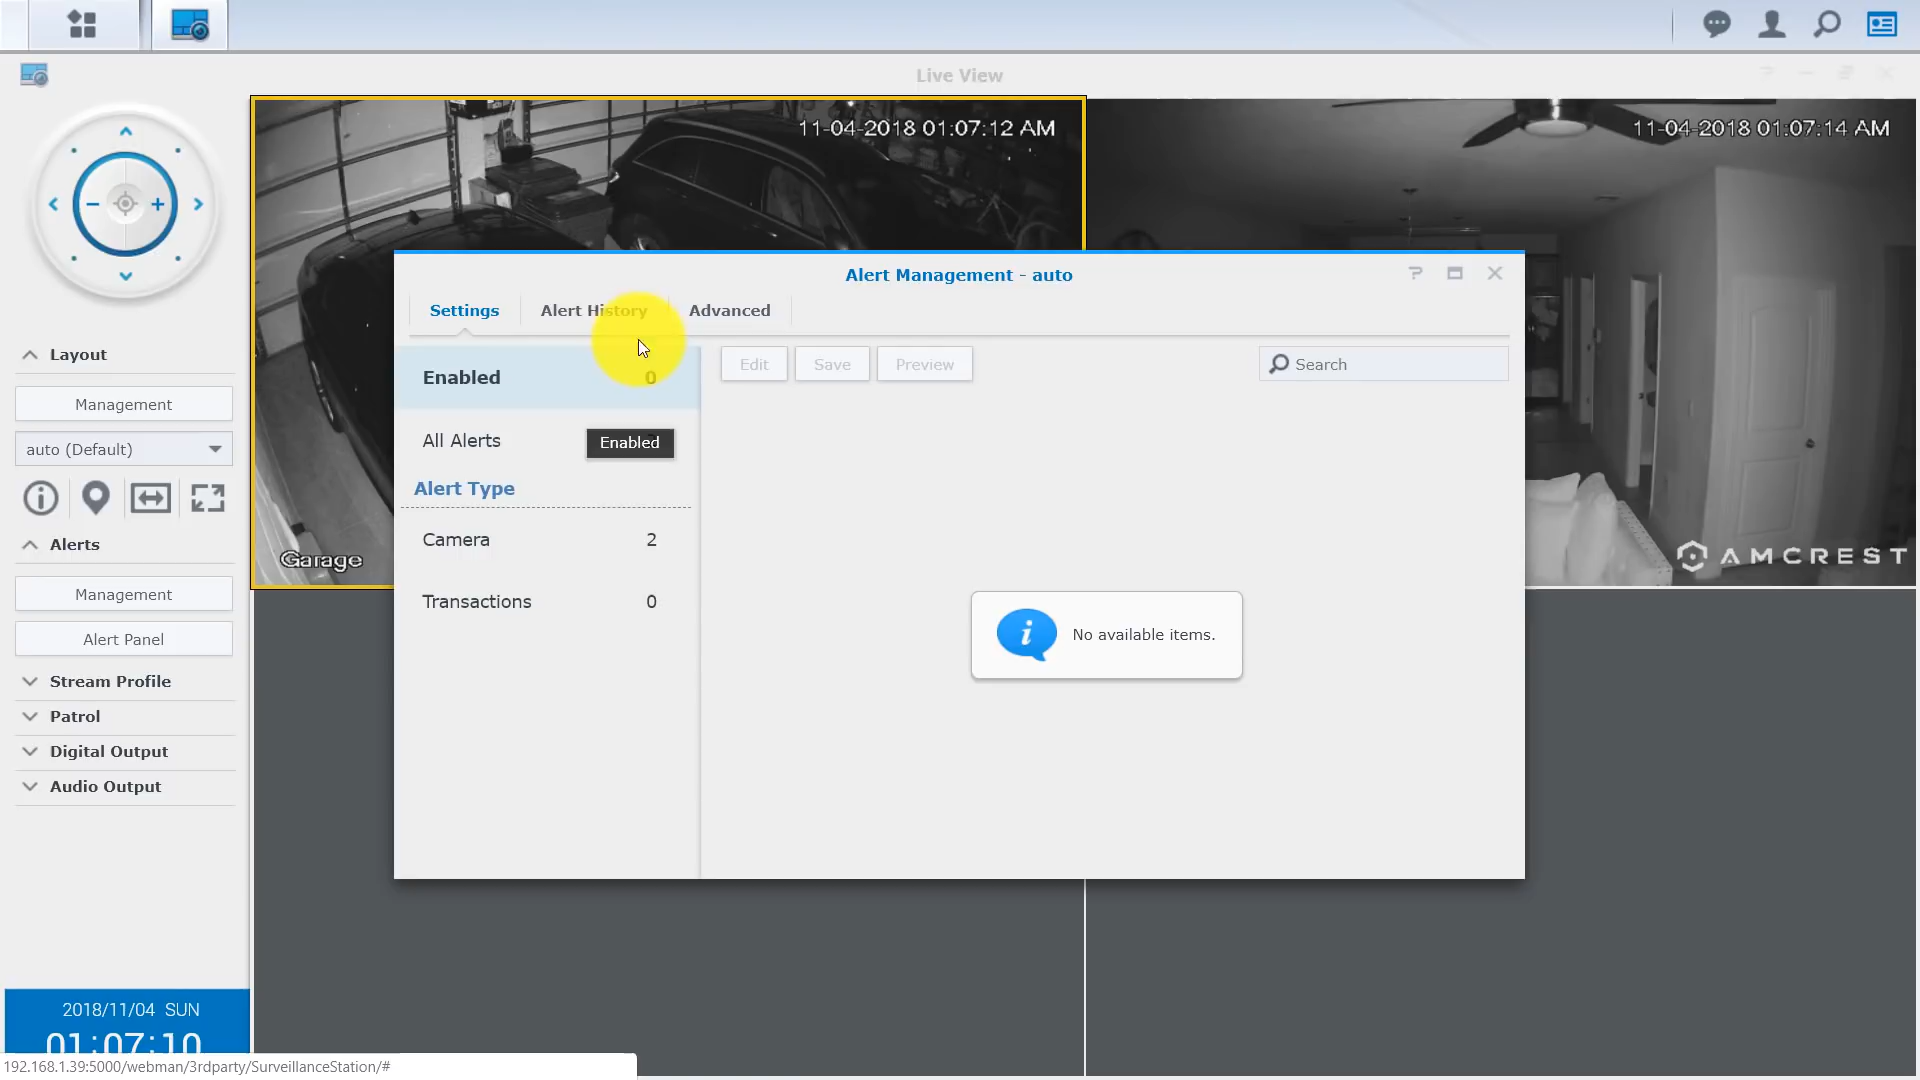 Live View
11-04-2018 01:07:12 AM
11-04-2018 01:07:14 AM
Garage
AMCREST
Layout
Management
auto (Default)
Alerts
Management
Alert Panel
Stream Profile
Patrol
Digital Output
Audio Output
2018/11/04 SUN
01:07:10
192.168.1.39:5000/webman/3rdparty/SurveillanceStation/#
Alert Management - auto
Settings
Alert History
Advanced
Enabled 0
All Alerts
Enabled
Alert Type
Camera 2
Transactions 0
Edit
Save
Preview
Search
No available items.